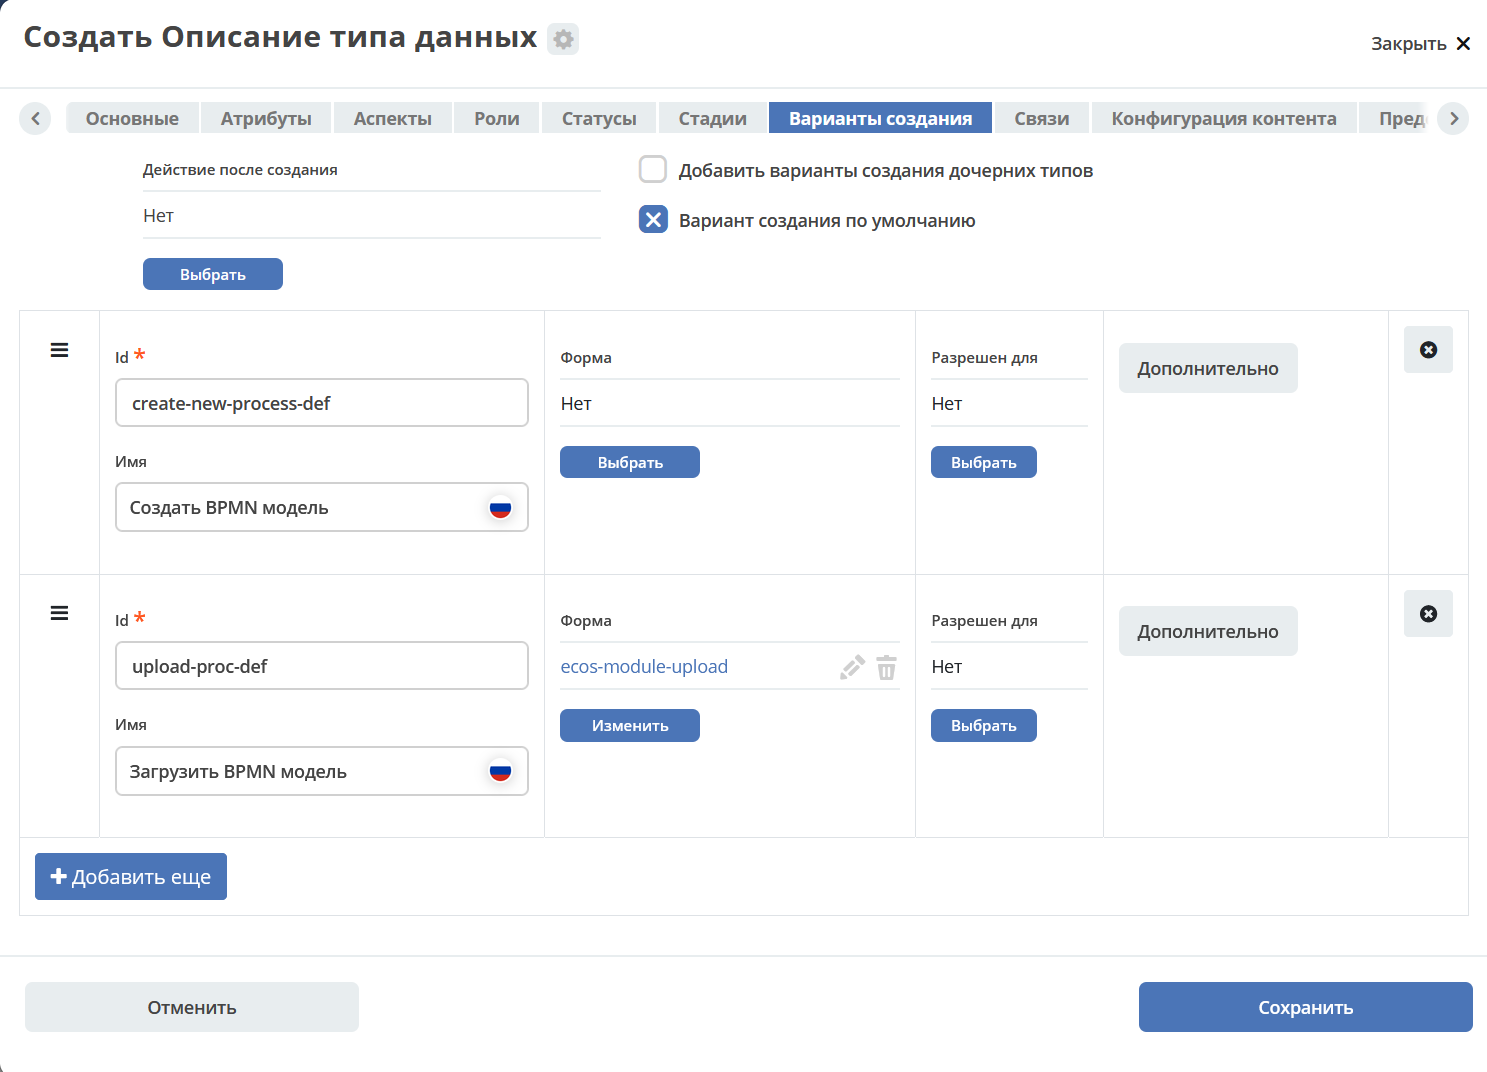 Создать Описание типа данных
Закрыть
Основные Атрибуты Аспекты Роли Статусы Стадии Варианты создания Связи Конфигурация контента Пред
Действие после создания
Добавить варианты создания дочерних типов
Нет
Вариант создания по умолчанию
Выбрать
Id * Форма Разрешен для Дополнительно
create-new-process-def Нет Нет
Имя Выбрать Выбрать
Создать BPMN модель
Id * Форма Разрешен для Дополнительно
upload-proc-def ecos-module-upload Нет
Имя Изменить Выбрать
Загрузить BPMN модель
Добавить еще
Отменить Сохранить